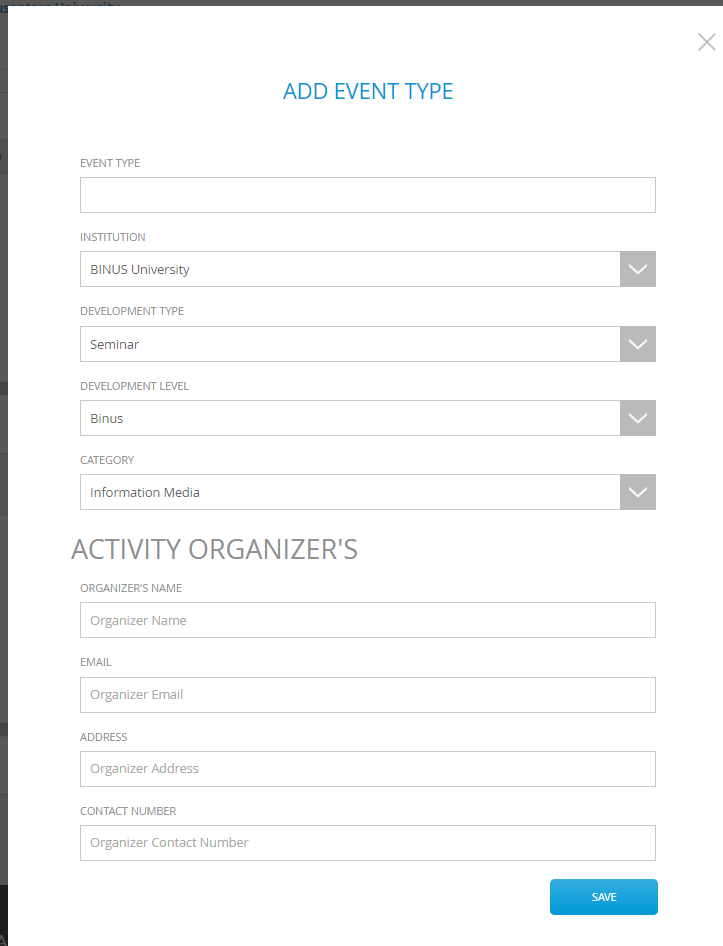 ADD EVENT TYPE
EVENT TYPE
INSTITUTION
BINUS University
DEVELOPMENT TYPE
Seminar
DEVELOPMENT LEVEL
Binus
CATEGORY
Information Media
ACTIVITY ORGANIZER'S
ORGANIZER'S NAME
Organizer Name
EMAIL
Organizer Email
ADDRESS
Organizer Address
CONTACT NUMBER
Organizer Contact Number
SAVE